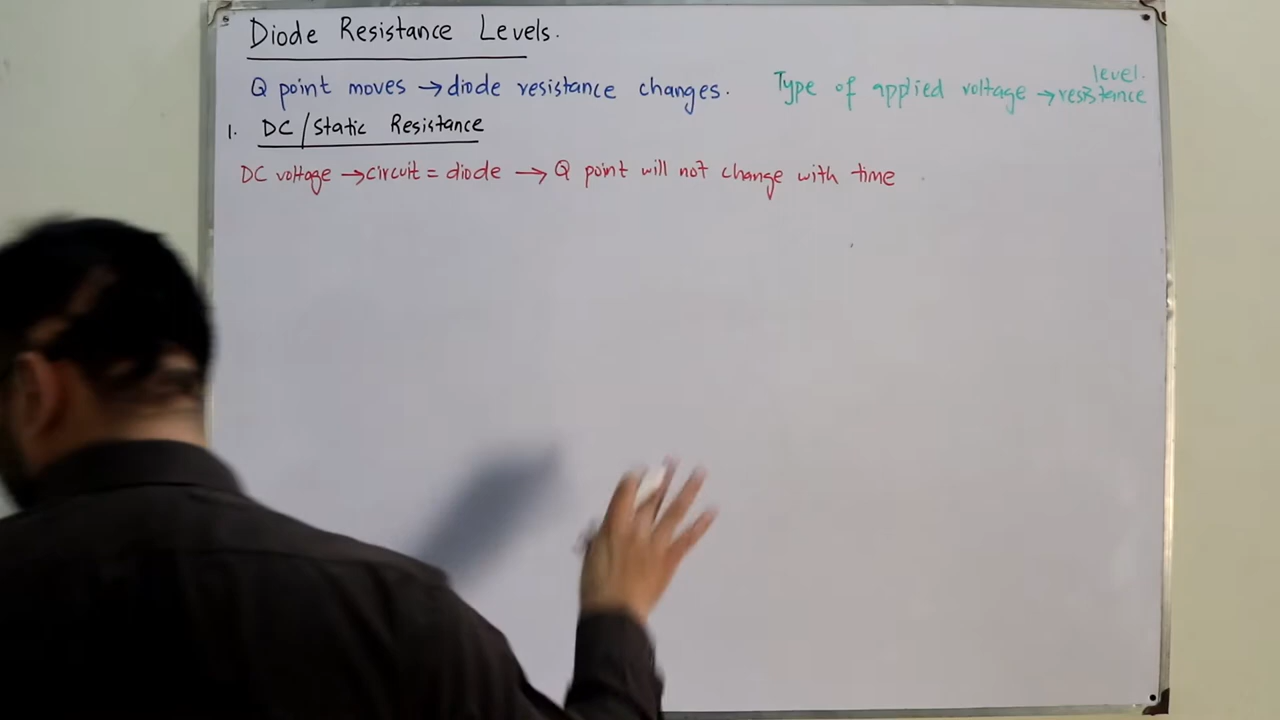 Diode Resistance Levels.
Q point moves → diode resistance changes.
Type of applied voltage → resistance level.
1. DC/Static Resistance
DC voltage → circuit = diode → Q point will not change with time